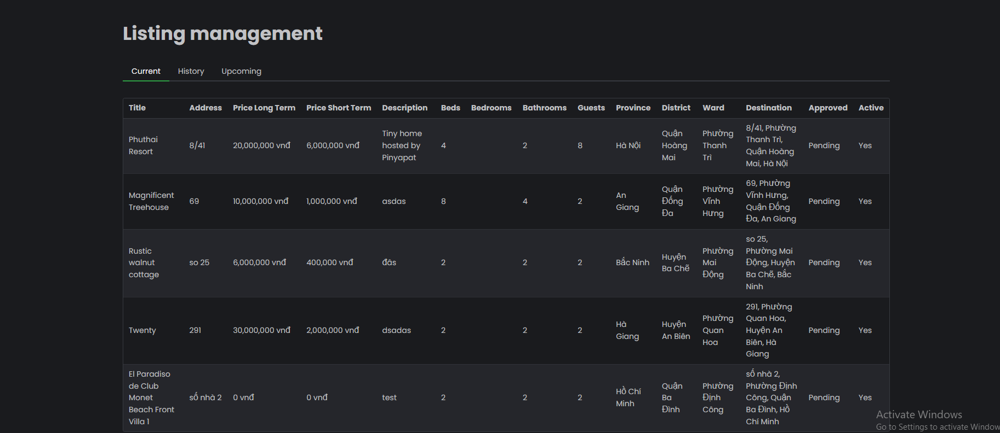 Listing management
Current History Upcoming
Title Address Price Long Term Price Short Term Description Beds Bedrooms Bathrooms Guests Province District Ward Destination Approved Active
Phuthai
Resort
8/41
20,000,000 vnđ
6,000,000 vnđ
Tiny home
hosted by
Pinyapat
4
2
8
Hà Nội
Quận
Hoàng
Mai
Phường
Thanh
Trì
8/41, Phường
Thanh Trì,
Quận Hoàng
Mai, Hà Nội
Pending
Yes
Magnificent
Treehouse
69
10,000,000 vnđ
1,000,000 vnđ
asdas
8
4
2
An
Giang
Quận
Đống
Đa
Phường
Vĩnh
Hưng
69, Phường
Vĩnh Hưng,
Quận Đống
Đa, An Giang
Pending
Yes
Rustic
walnut
cottage
so 25
6,000,000 vnđ
400,000 vnđ
đâs
2
2
2
Bắc Ninh
Huyện
Ba Chẽ
Phường
Mai
Động
so 25,
Phường Mai
Động, Huyện
Ba Chẽ, Bắc
Ninh
Pending
Yes
Twenty
291
30,000,000 vnđ
2,000,000 vnđ
dsadas
2
2
2
Hà
Giang
Huyện
An Biên
Phường
Quan
Hoa
291, Phường
Quan Hoa,
Huyện An
Biên, Hà
Giang
Pending
Yes
El Paradiso
de Club
Monet
Beach Front
Villa 1
số nhà 2
0 vnđ
0 vnđ
test
2
2
2
Hồ Chí
Minh
Quận
Ba
Đình
Phường
Định
Công
số nhà 2,
Phường Định
Công, Quận
Ba Đình, Hồ
Chí Minh
Pending
Yes
Activate Windows
Go to Settings to activate Window